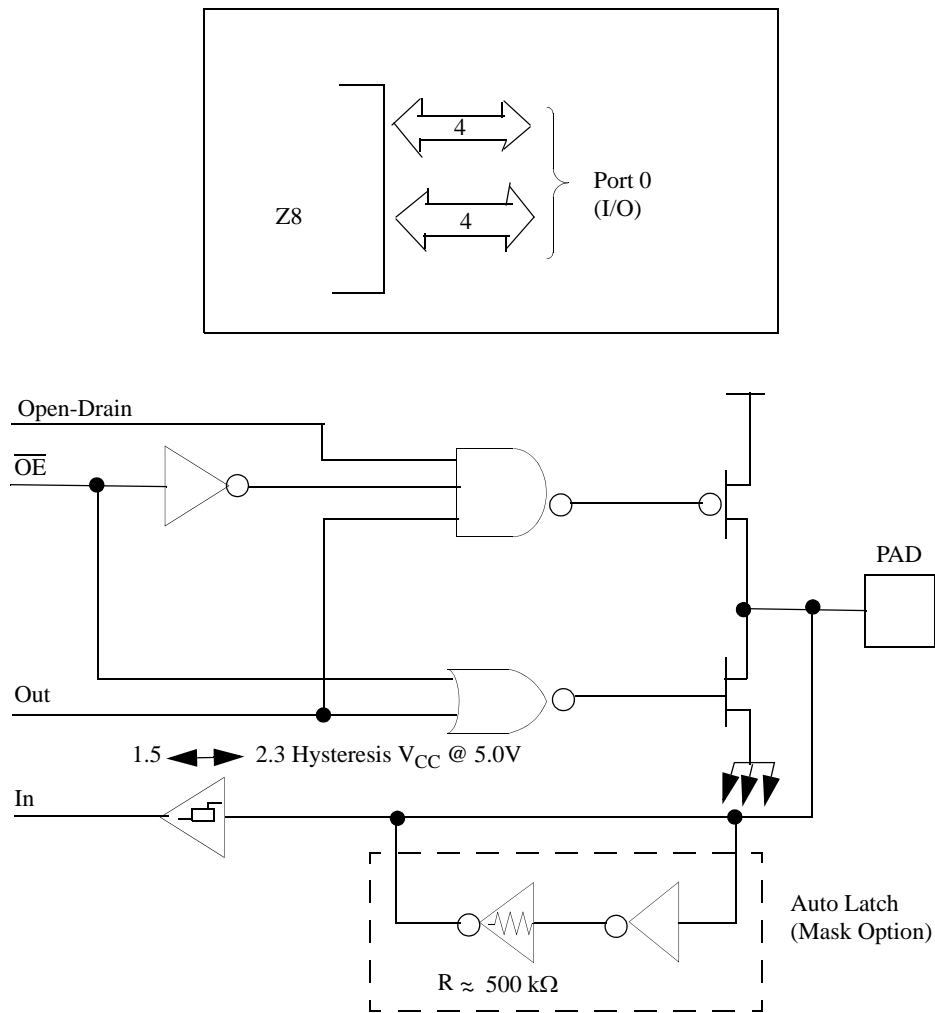 4
Z8
4
Port 0
(I/O)
Open-Drain
O̅E̅
PAD
Out
1.5
2.3 Hysteresis VCC @ 5.0V
In
Auto Latch
(Mask Option)
R ≈ 500 kΩ